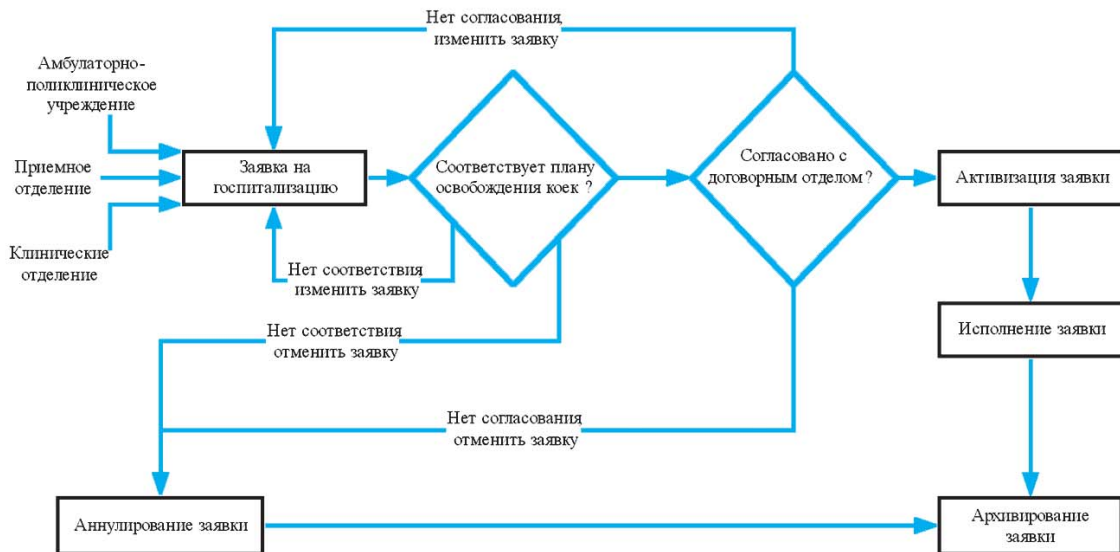 Нет согласования,
изменить заявку
Амбулаторно-
поликлиническое
учреждение
Приемное
отделение
Клинические
отделение
Заявка на
госпитализацию
Соответствует плану
освобождения коек ?
Согласовано с
договорным отделом ?
Активизация заявки
Нет соответствия
изменить заявку
Нет соответствия
отменить заявку
Исполнение заявки
Нет согласования,
отменить заявку
Аннулирование заявки
Архивирование
заявки